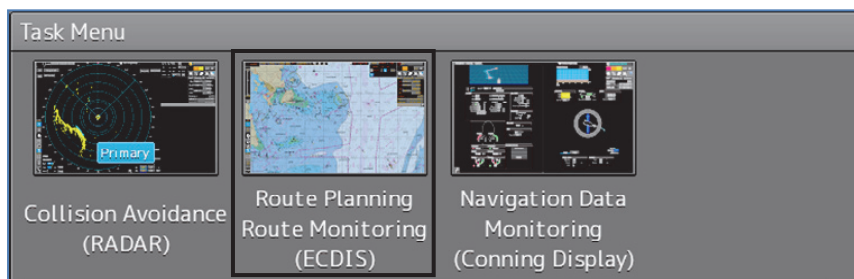 Task Menu
Primary
Collision Avoidance
(RADAR)
Route Planning
Route Monitoring
(ECDIS)
Navigation Data
Monitoring
(Conning Display)